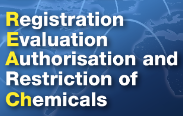 Registration
Evaluation
Authorisation and
Restriction of
Chemicals